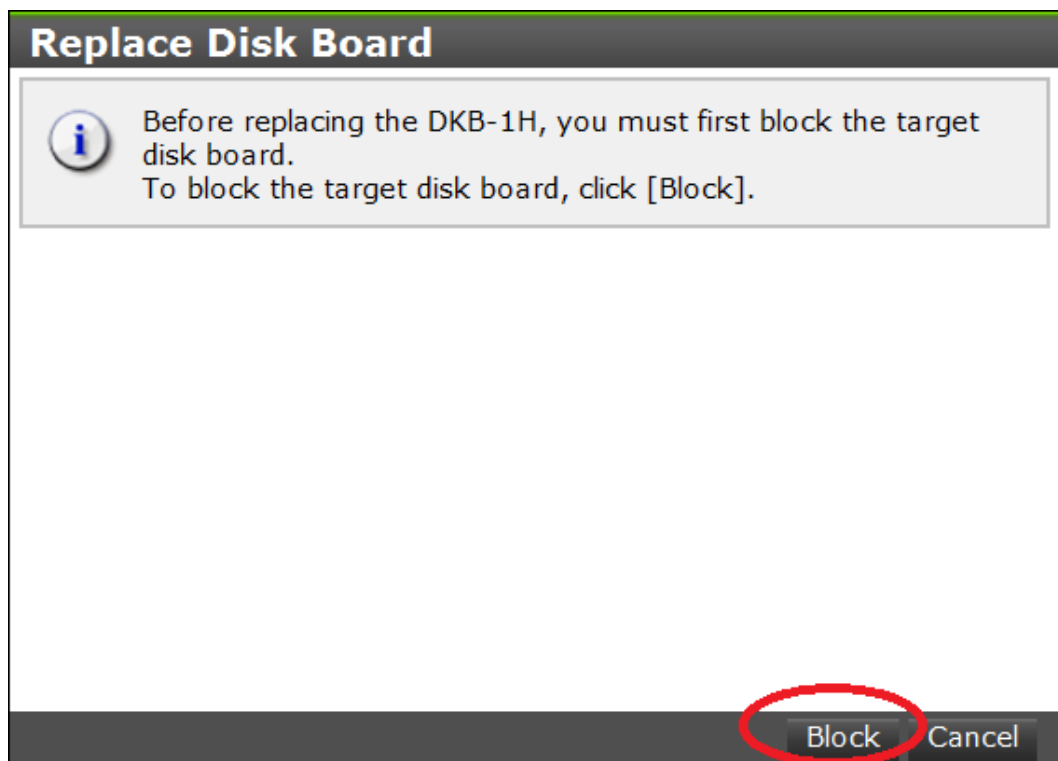 Replace Disk Board
Before replacing the DKB-1H, you must first block the target
disk board.
To block the target disk board, click [Block].
Block Cancel